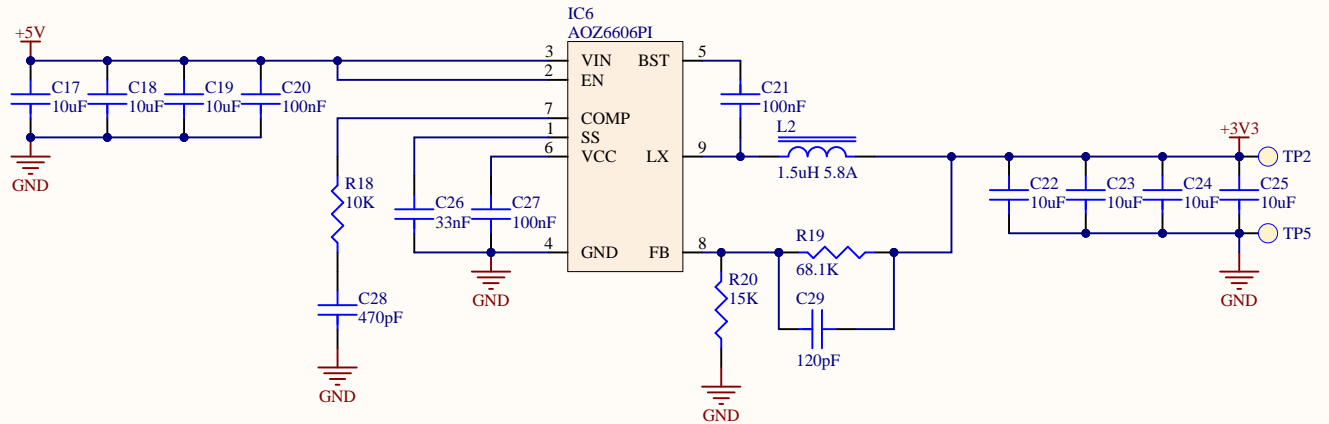 IC6
AOZ6606PI
+5V
3 VIN BST 5
2 EN
C17
10uF
C18
10uF
C19
10uF
C20
100nF
C21
100nF
7 COMP
1 SS
6 VCC LX 9
L2
1.5uH 5.8A
+3V3
TP2
GND
R18
10K
C26
33nF
C27
100nF
C22
10uF
C23
10uF
C24
10uF
C25
10uF
TP5
4 GND FB 8
R19
68.1K
GND
R20
15K
C29
120pF
GND
C28
470pF
GND
GND